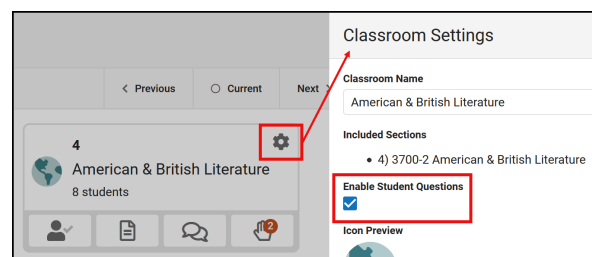 Classroom Settings
Previous
Current
Next
Classroom Name
American & British Literature
Included Sections
4) 3700-2 American & British Literature
Enable Student Questions
Icon Preview
4
American & British Literature
8 students
2